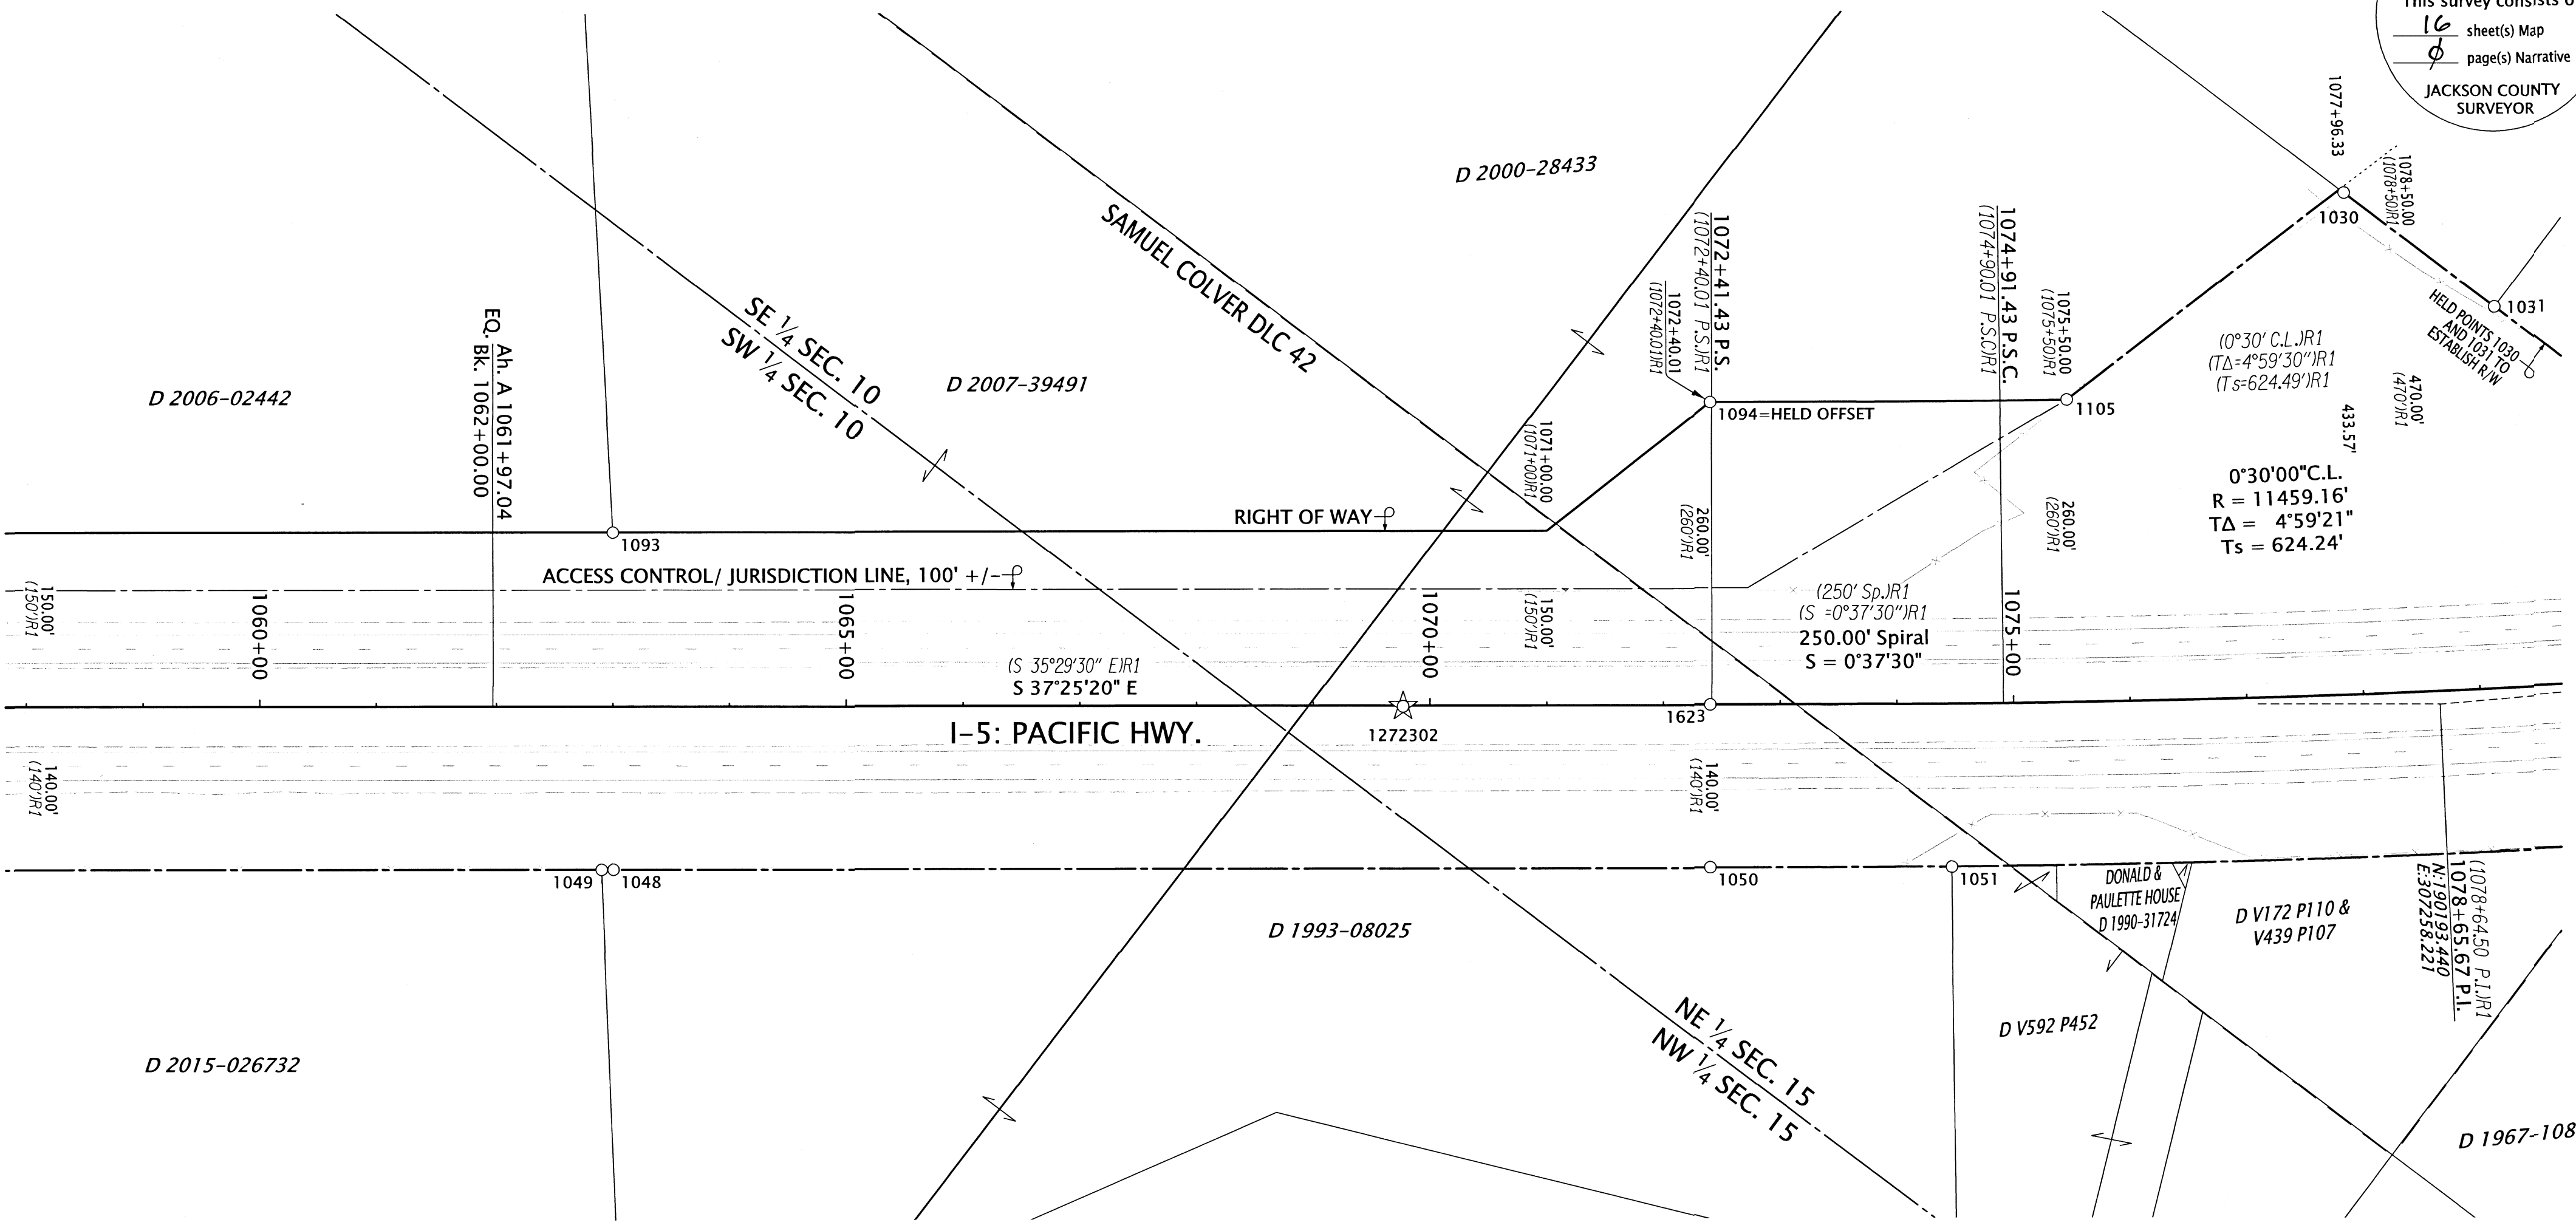 This survey consists o
16 sheet(s) Map
ϕ page(s) Narrative
JACKSON COUNTY
SURVEYOR
1077+96.33
1078+50.00
(1078+50)R1
1030
1031
HELD POINTS 1030
AND 1031 TO
ESTABLISH R/W
D 2000-28433
SAMUEL COLVER DLC 42
1072+41.43 P.S.
(1072+40.01 P.S.)R1
1072+40.01
(1072+40.01)R1
1074+91.43 P.S.C.
(1074+90.01 P.S.C)R1
1075+50.00
(1075+50)R1
(0°30' C.L.)R1
(TΔ=4°59'30")R1
(Ts=624.49')R1
470.00'
(470')R1
433.57'
0°30'00"C.L.
R = 11459.16'
TΔ = 4°59'21"
Ts = 624.24'
EQ. Ah. A 1061+97.04
Bk. 1062+00.00
SE 1/4 SEC. 10
SW 1/4 SEC. 10
D 2006-02442
D 2007-39491
1094=HELD OFFSET
1105
1071+00.00
(1071+00)R1
260.00'
(260')R1
260.00'
(260')R1
RIGHT OF WAY
1093
ACCESS CONTROL/ JURISDICTION LINE, 100' +/-
150.00'
(150')R1
1060+00
1065+00
1070+00
150.00'
(150')R1
1075+00
(250' Sp.)R1
(S =0°37'30")R1
250.00' Spiral
S = 0°37'30"
(S 35°29'30" E)R1
S 37°25'20" E
I-5: PACIFIC HWY.
1272302
1623
140.00'
(140')R1
140.00'
(140')R1
1049
1048
1050
1051
DONALD &
PAULETTE HOUSE
D 1990-31724
D V172 P110 &
V439 P107
(1078+64.50 P.I.)R1
1078+65.67 P.I.
N:190193.440
E:307258.221
D 1993-08025
D 2015-026732
NE 1/4 SEC. 15
NW 1/4 SEC. 15
D V592 P452
D 1967-108